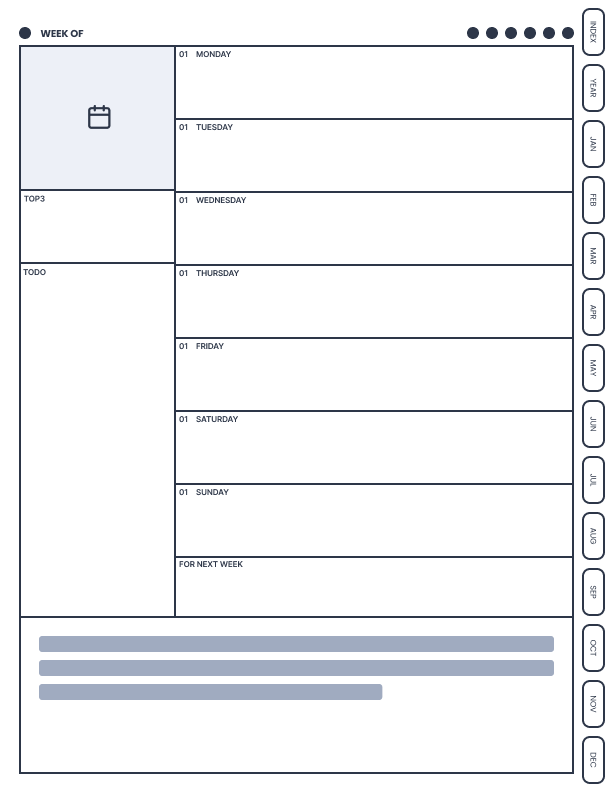 WEEK OF
TOP3
TODO
01 MONDAY
01 TUESDAY
01 WEDNESDAY
01 THURSDAY
01 FRIDAY
01 SATURDAY
01 SUNDAY
FOR NEXT WEEK
INDEX
YEAR
JAN
FEB
MAR
APR
MAY
JUN
JUL
AUG
SEP
OCT
NOV
DEC